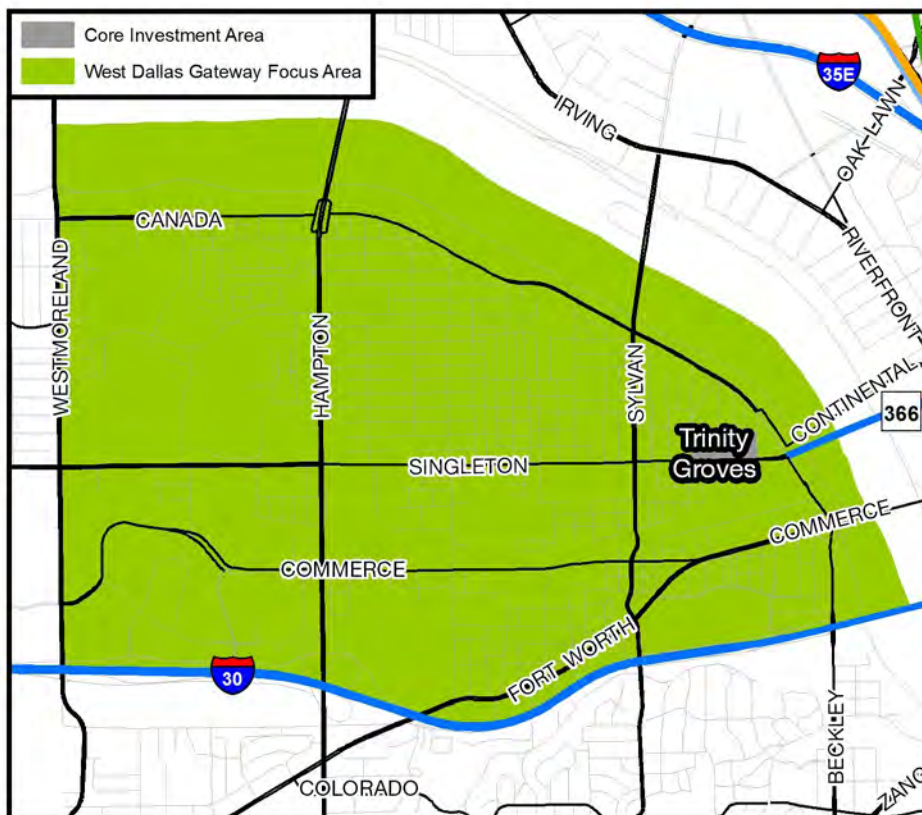 Core Investment Area
West Dallas Gateway Focus Area
35E
IRVING
OAK LAWN
CANADA
RIVERFRONT
WESTMORELAND
HAMPTON
SYLVAN
CONTINENTAL
366
Trinity
Groves
SINGLETON
COMMERCE
COMMERCE
FORT WORTH
30
BECKLEY
COLORADO
ZANG